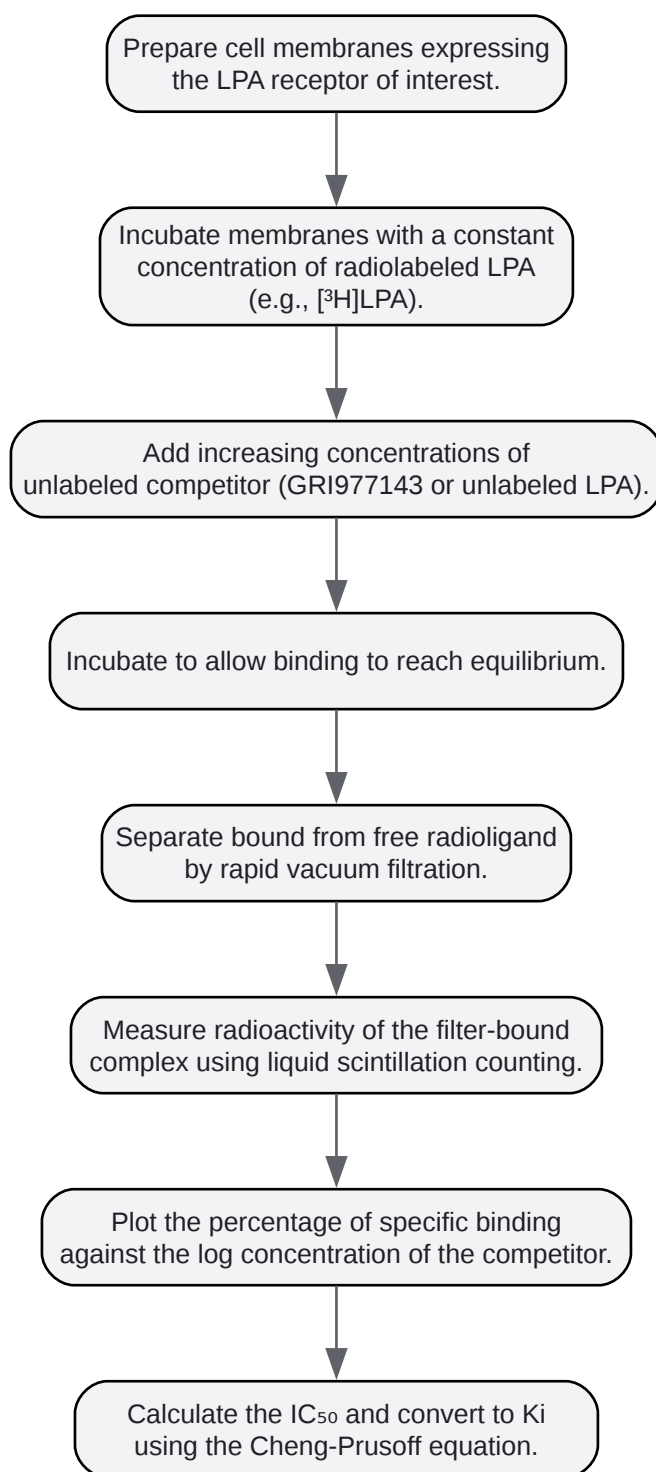 Prepare cell membranes expressing
the LPA receptor of interest.
Incubate membranes with a constant
concentration of radiolabeled LPA
(e.g., [³H]LPA).
Add increasing concentrations of
unlabeled competitor (GRI977143 or unlabeled LPA).
Incubate to allow binding to reach equilibrium.
Separate bound from free radioligand
by rapid vacuum filtration.
Measure radioactivity of the filter-bound
complex using liquid scintillation counting.
Plot the percentage of specific binding
against the log concentration of the competitor.
Calculate the IC₅₀ and convert to Ki
using the Cheng-Prusoff equation.